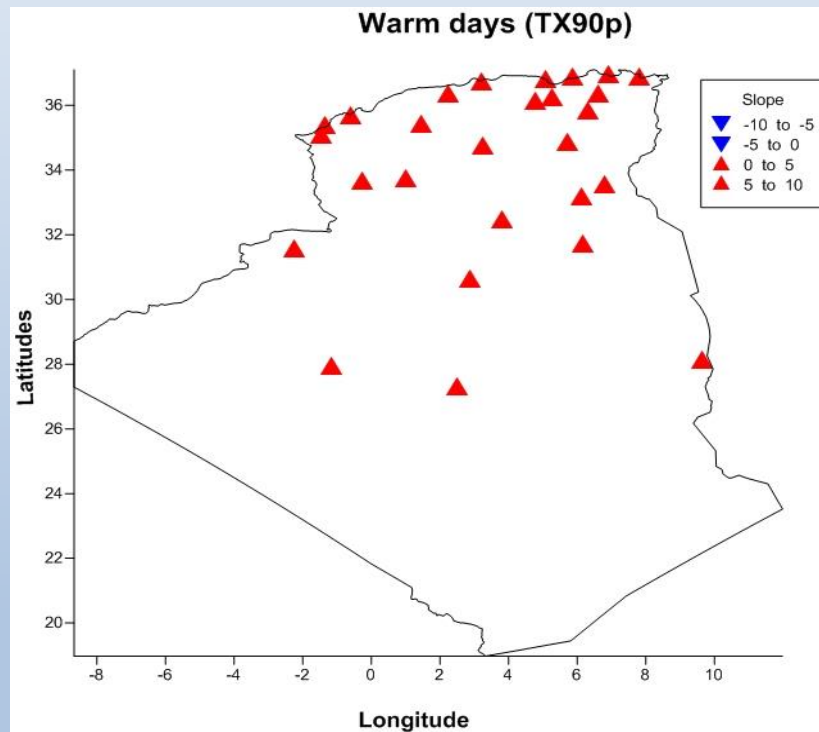 Warm days (TX90p)
Slope
-10 to -5
-5 to 0
0 to 5
5 to 10
36
34
32
30
28
26
24
22
20
Latitudes
-8 -6 -4 -2 0 2 4 6 8 10
Longitude